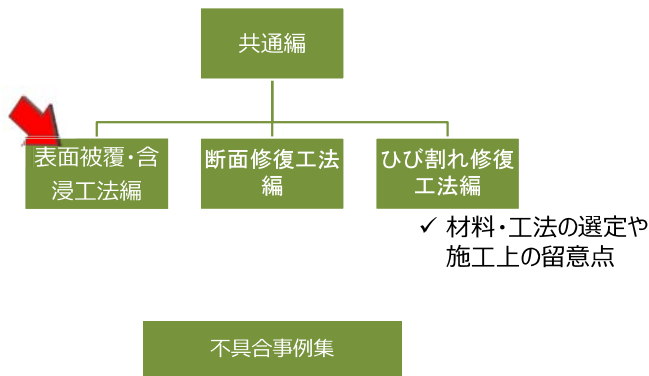 共通編
表面被覆・含
浸工法編
断面修復工法
編
ひび割れ修復
工法編
✓ 材料・工法の選定や
施工上の留意点
不具合事例集